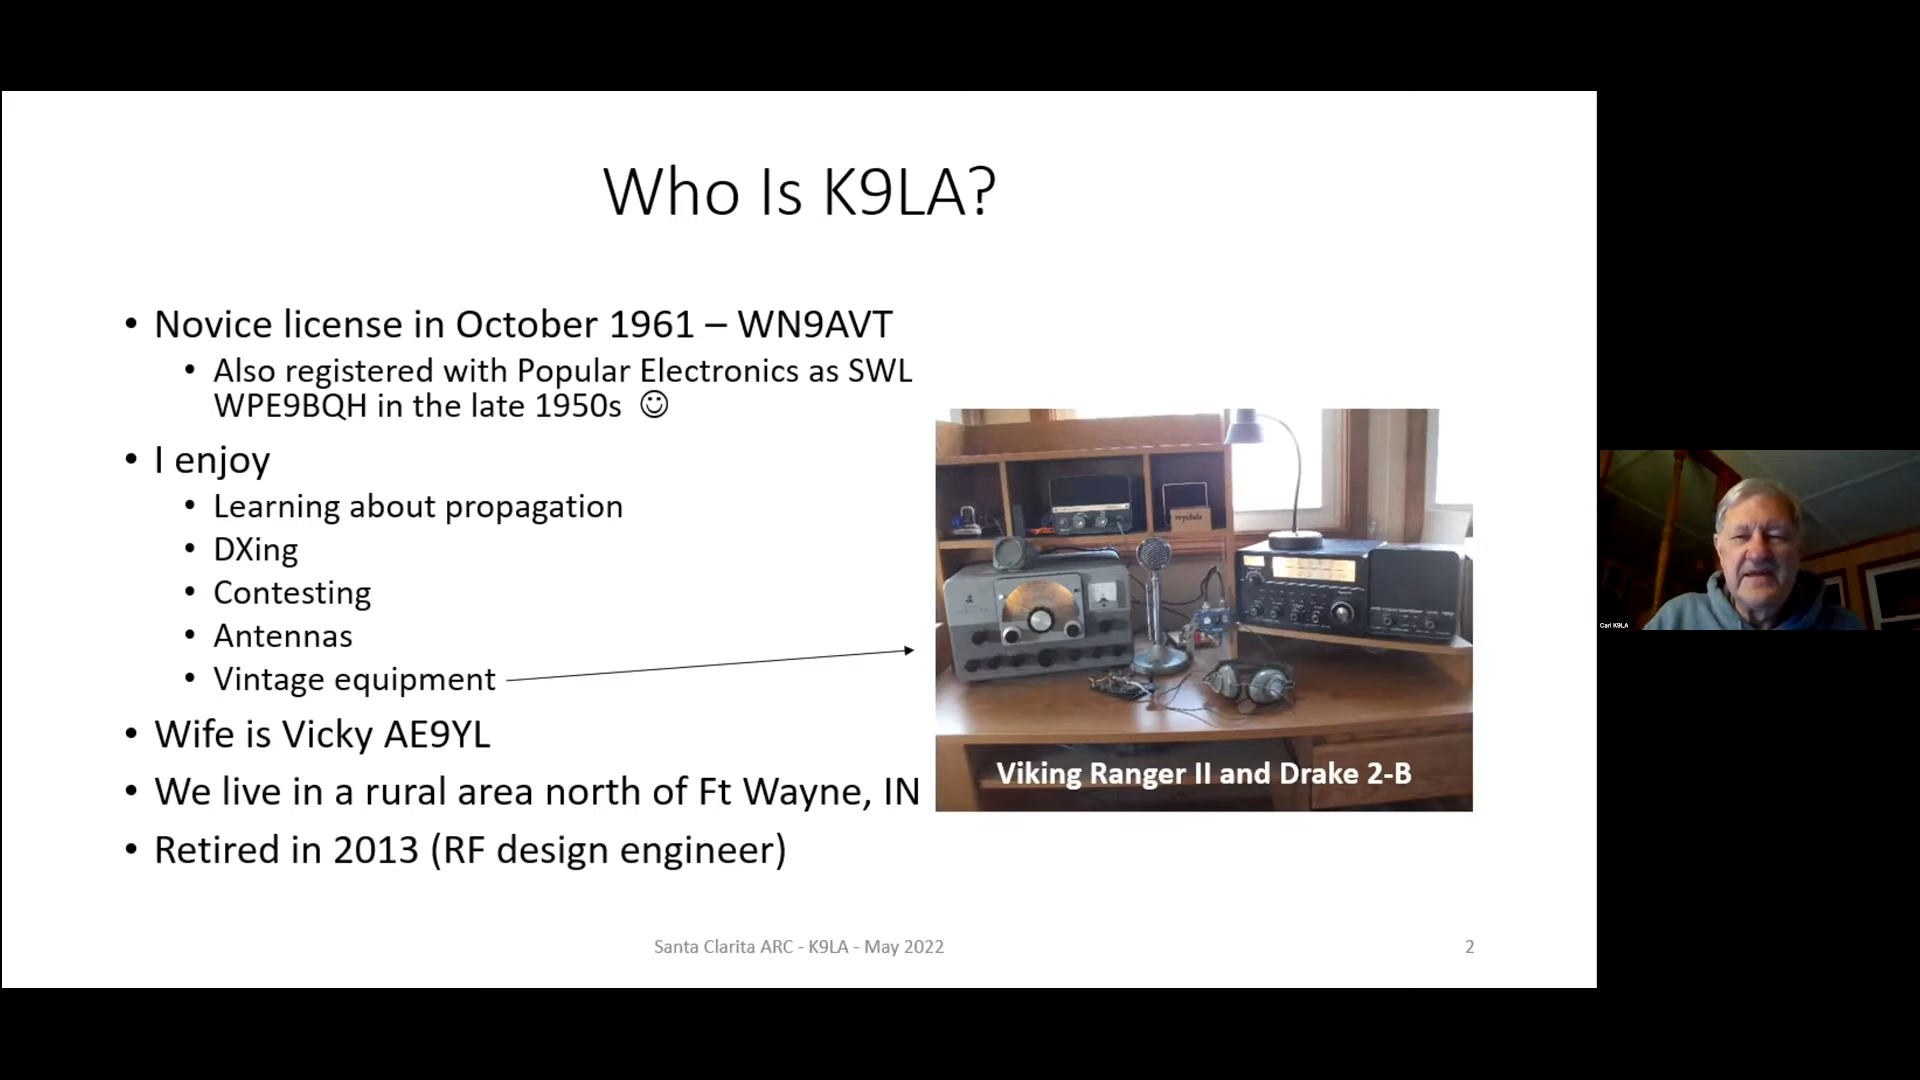 Who Is K9LA?
• Novice license in October 1961 – WN9AVT
• Also registered with Popular Electronics as SWL
WPE9BQH in the late 1950s ☺
• I enjoy
• Learning about propagation
• DXing
• Contesting
• Antennas
• Vintage equipment
• Wife is Vicky AE9YL
• We live in a rural area north of Ft Wayne, IN
• Retired in 2013 (RF design engineer)
crystals
Viking Ranger II and Drake 2-B
Santa Clarita ARC - K9LA - May 2022
2
Carl K9LA